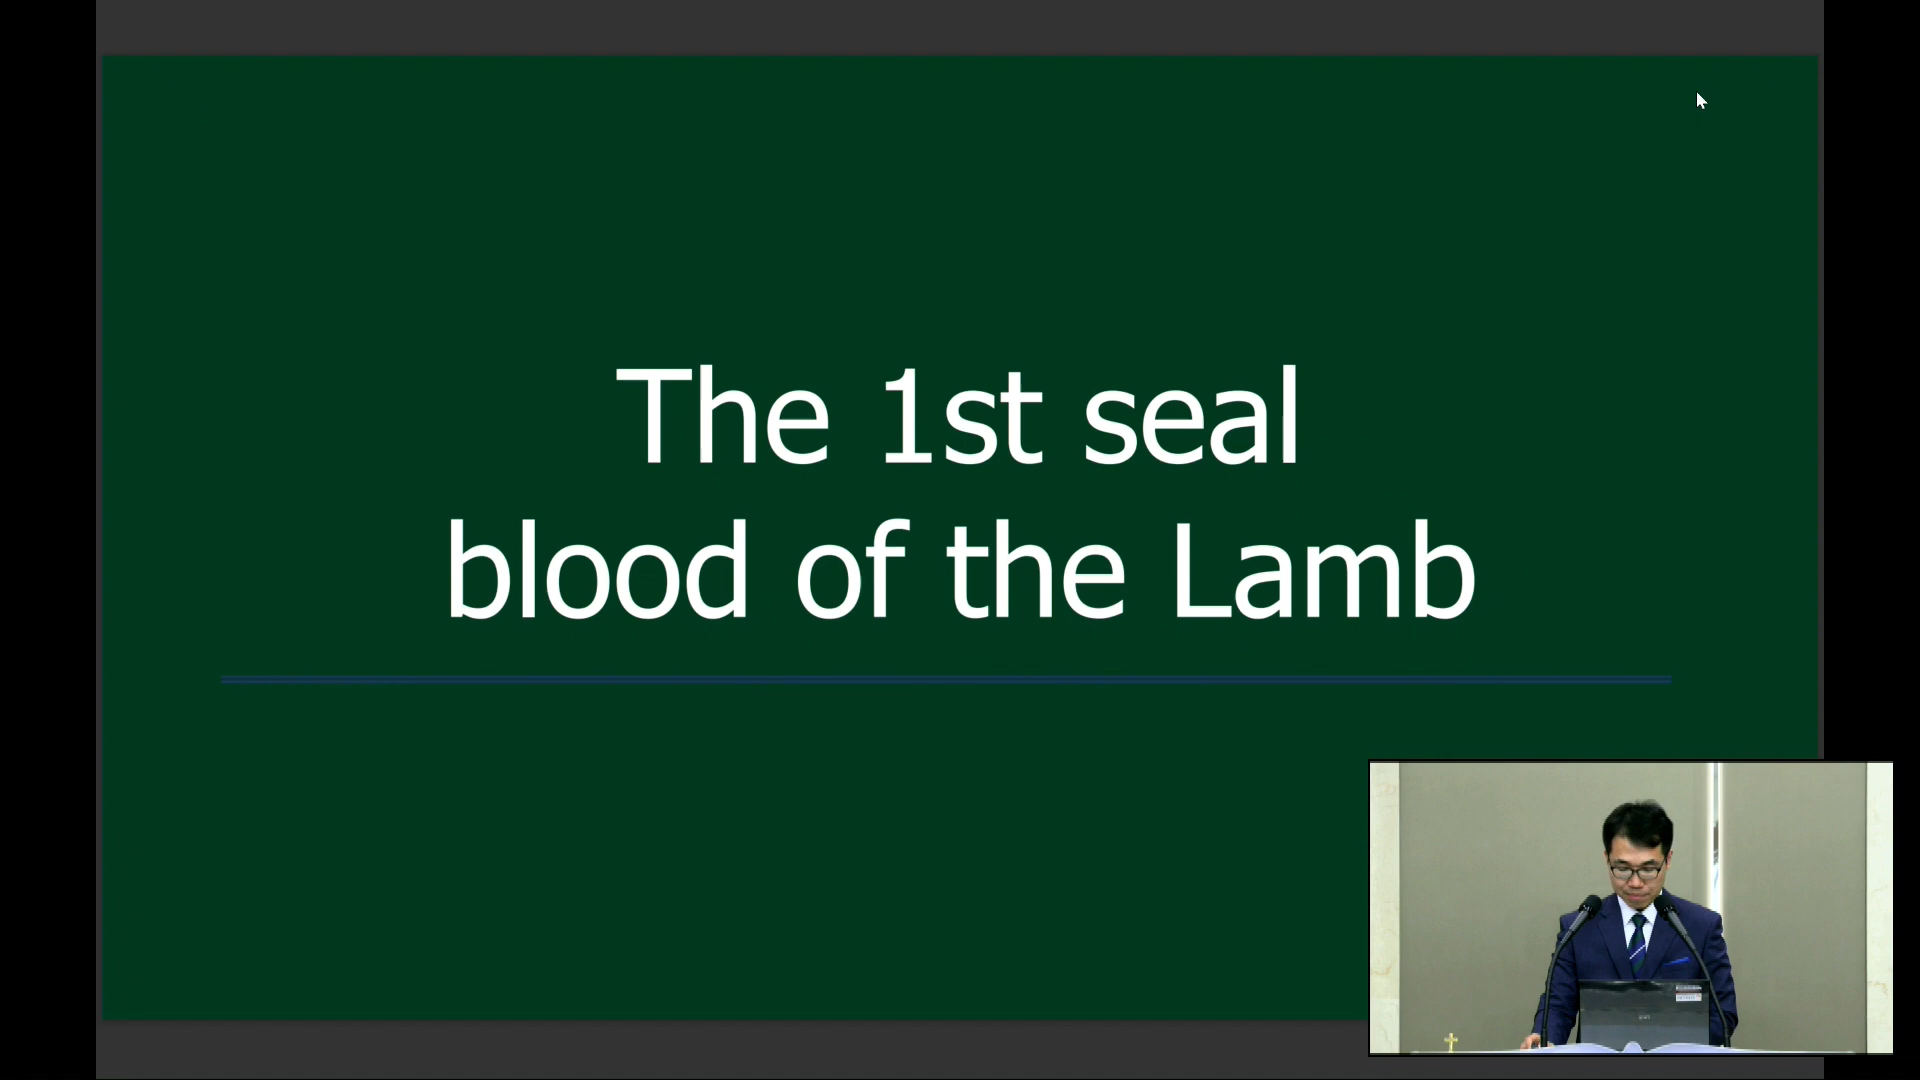 The 1st seal
blood of the Lamb